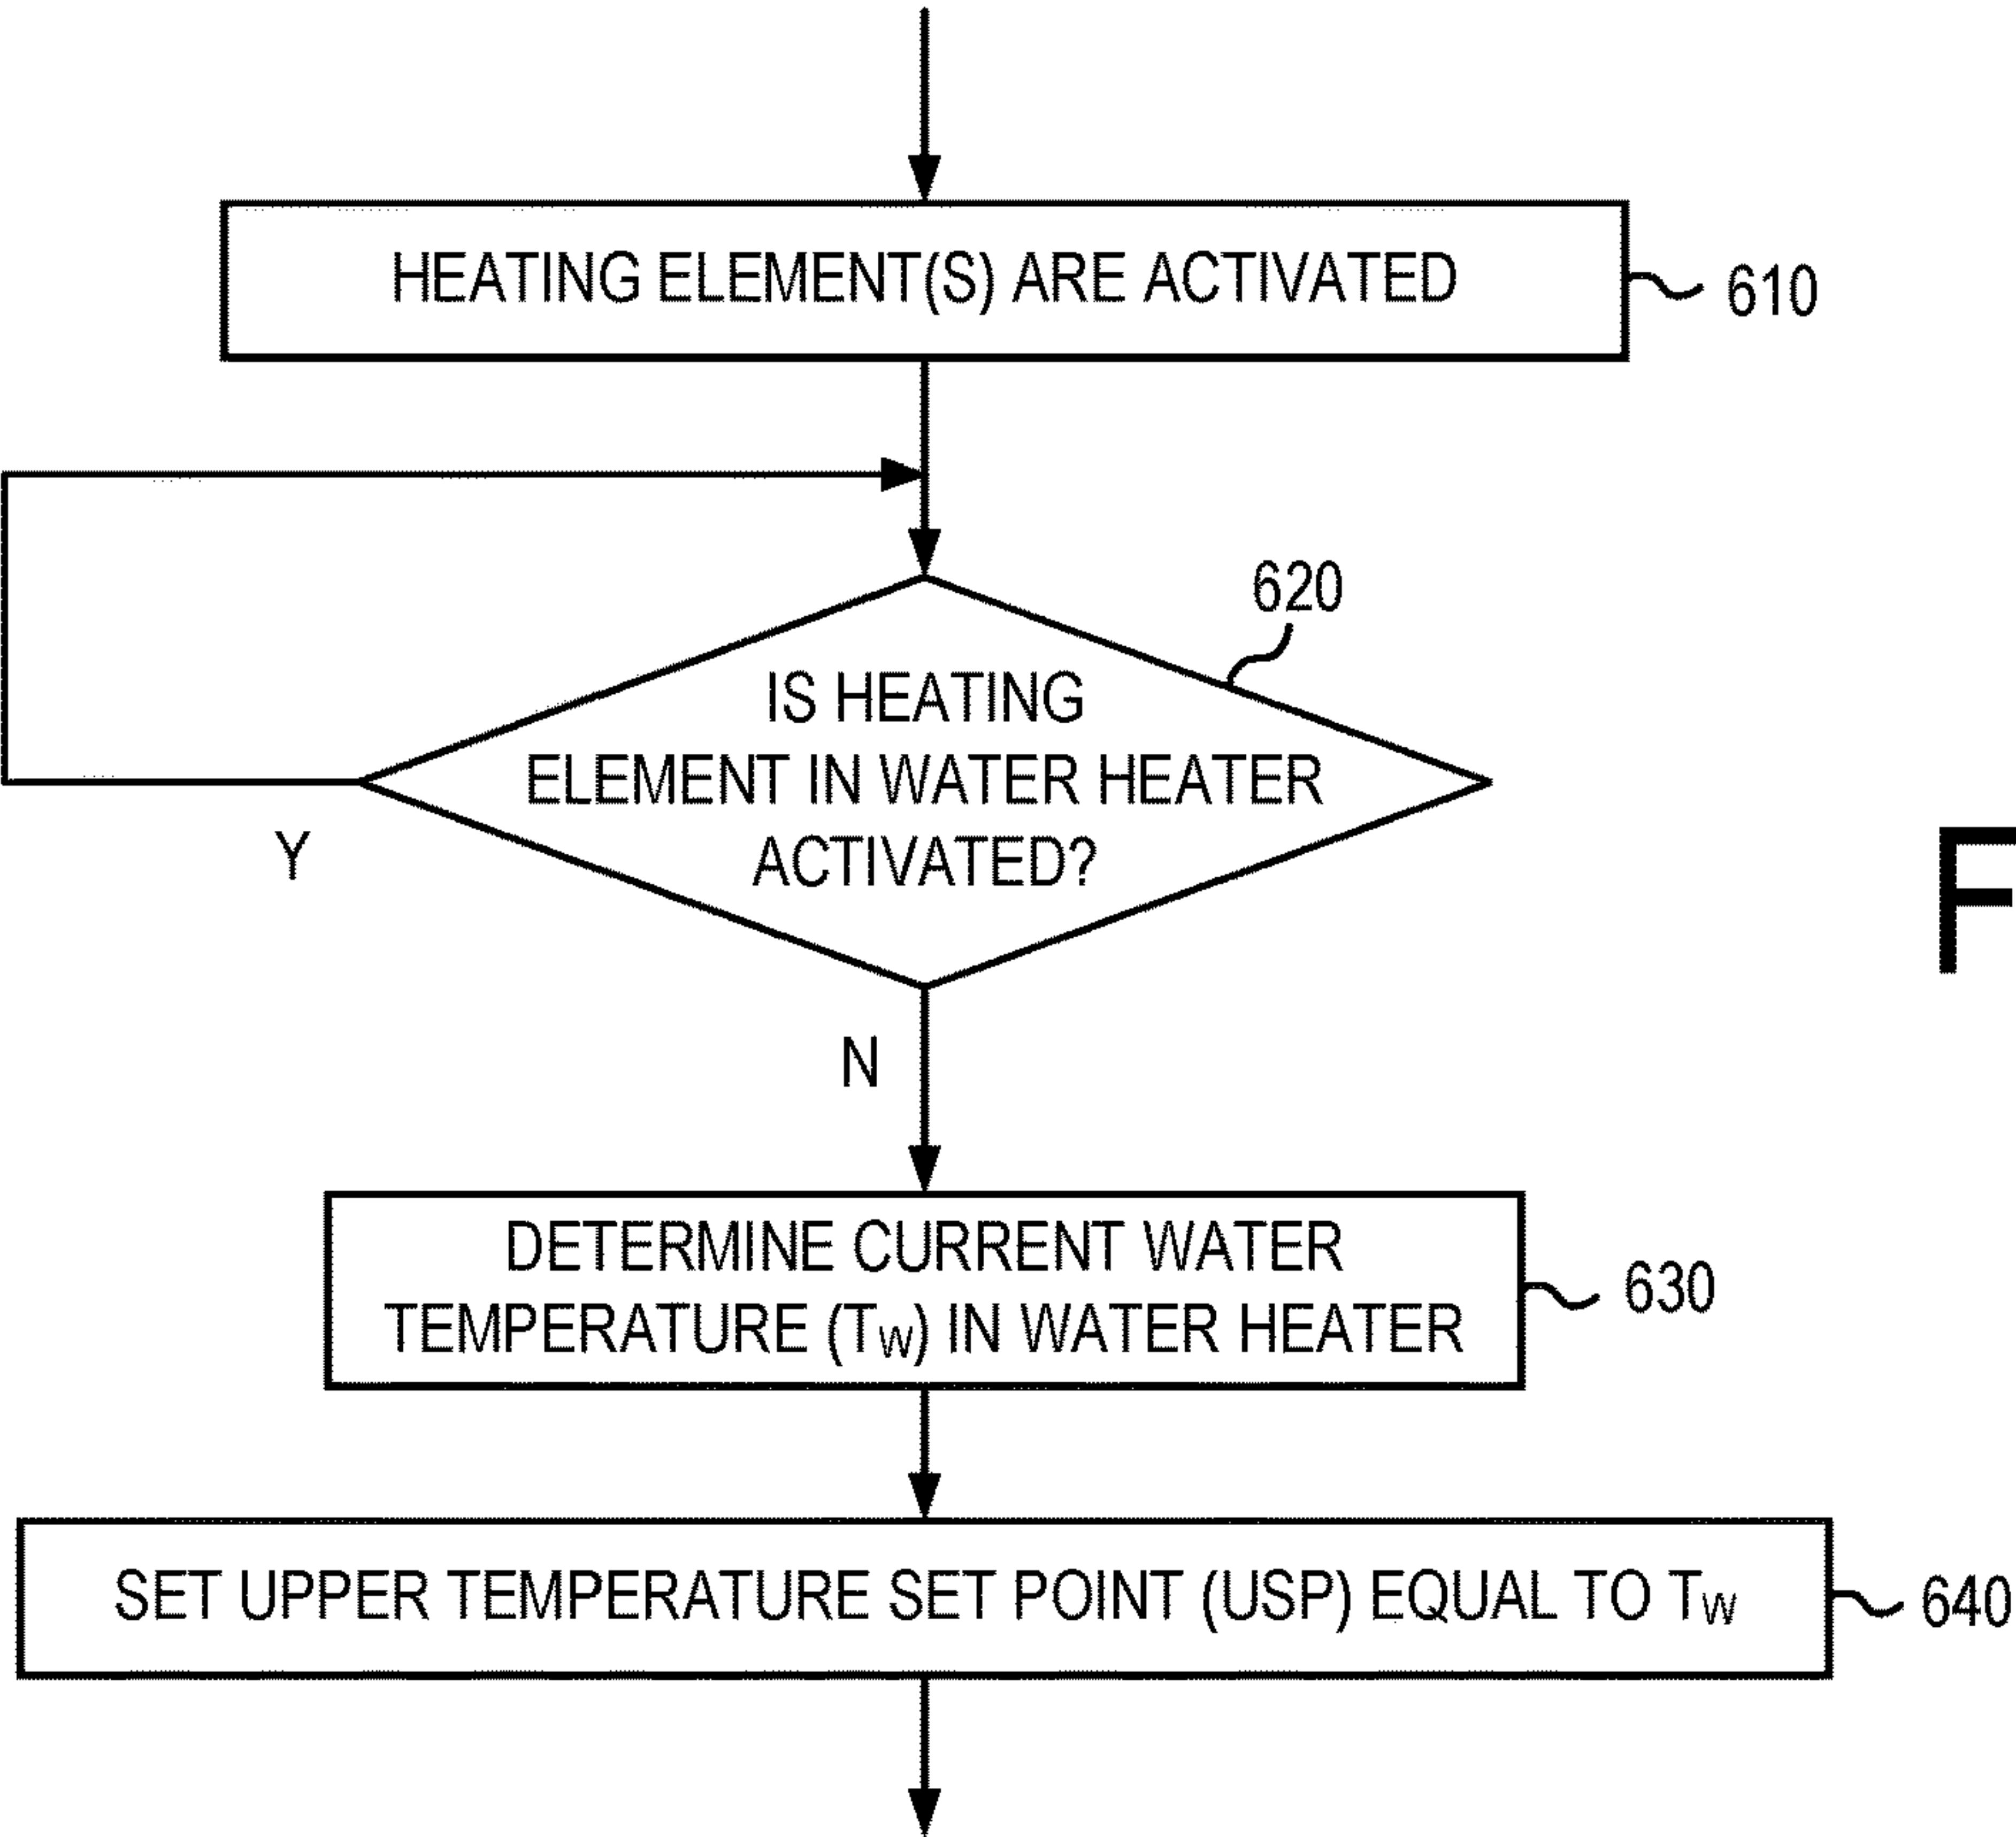 HEATING ELEMENT(S) ARE ACTIVATED
610
620
IS HEATING
ELEMENT IN WATER HEATER
ACTIVATED?
Y
F
N
DETERMINE CURRENT WATER
TEMPERATURE (TW) IN WATER HEATER
630
SET UPPER TEMPERATURE SET POINT (USP) EQUAL TO TW
640